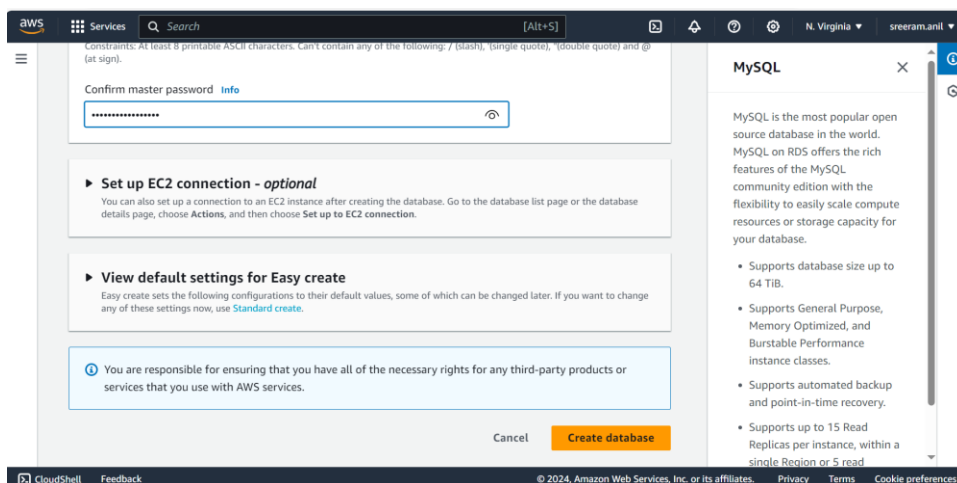 aws
Services
Search
[Alt+S]
N. Virginia
sreeram.anil
Constraints: At least 8 printable ASCII characters. Can't contain any of the following: / (slash), '(single quote), "(double quote) and @
(at sign).
Confirm master password Info
Set up EC2 connection - optional
You can also set up a connection to an EC2 instance after creating the database. Go to the database list page or the database
details page, choose Actions, and then choose Set up to EC2 connection.
View default settings for Easy create
Easy create sets the following configurations to their default values, some of which can be changed later. If you want to change
any of these settings now, use Standard create.
You are responsible for ensuring that you have all of the necessary rights for any third-party products or
services that you use with AWS services.
Cancel
Create database
MySQL
MySQL is the most popular open
source database in the world.
MySQL on RDS offers the rich
features of the MySQL
community edition with the
flexibility to easily scale compute
resources or storage capacity for
your database.
• Supports database size up to
64 TiB.
• Supports General Purpose,
Memory Optimized, and
Burstable Performance
instance classes.
• Supports automated backup
and point-in-time recovery.
• Supports up to 15 Read
Replicas per instance, within a
single Region or 5 read
CloudShell
Feedback
© 2024, Amazon Web Services, Inc. or its affiliates.
Privacy
Terms
Cookie preferences